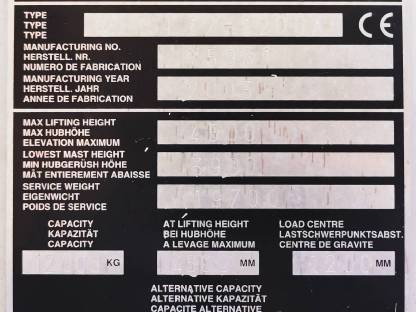 TYPE
TYPE
TYPE
CE
MANUFACTURING NO.
HERSTELL. NR.
NUMERO DE FABRICATION
MANUFACTURING YEAR
HERSTELL. JAHR
ANNEE DE FABRICATION
MAX LIFTING HEIGHT
MAX HUBHÖHE
ELEVATION MAXIMUM
LOWEST MAST HEIGHT
MIN HUBGERÜSH HÖHE
MÂT ENTIEREMENT ABAISSE
SERVICE WEIGHT
EIGENWICHT
POIDS DE SERVICE
CAPACITY AT LIFTING HEIGHT LOAD CENTRE
KAPAZITÄT BEI HUBHÖHE LASTSCHWERPUNKTSABST.
CAPACITY A LEVAGE MAXIMUM CENTRE DE GRAVITE
KG MM MM
ALTERNATIVE CAPACITY
ALTERNATIVE KAPAZITÄT
CAPACITE ALTERNATIVE